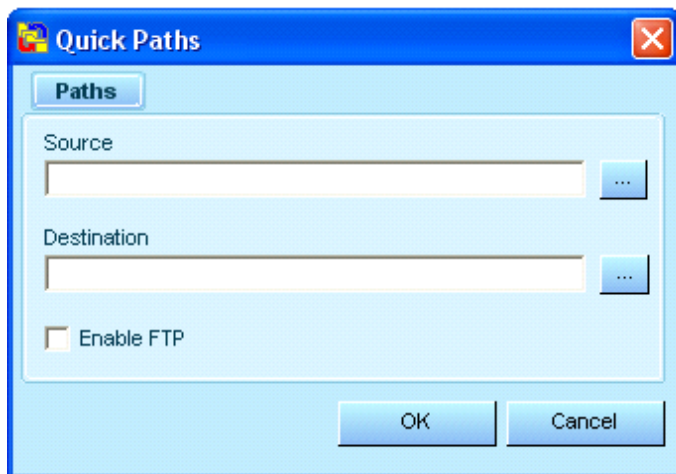 Quick Paths
Paths
Source
...
Destination
...
Enable FTP
OK Cancel